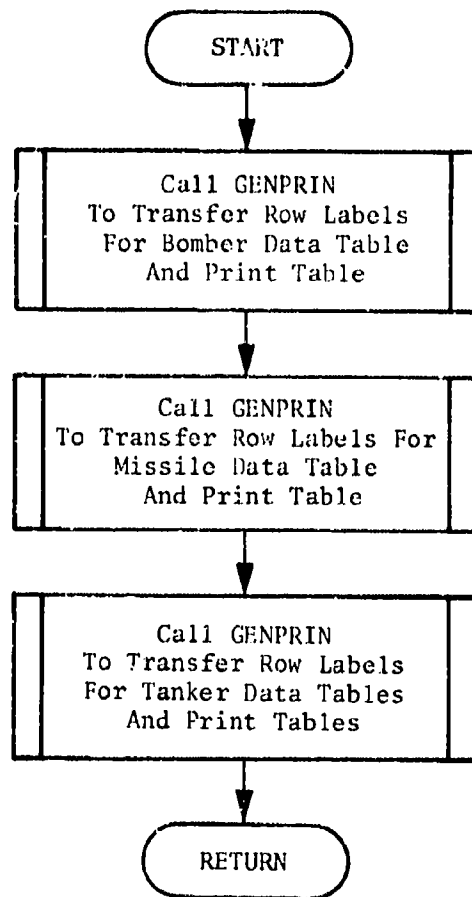 START
Call GENPRIN
To Transfer Row Labels
For Bomber Data Table
And Print Table
Call GENPRIN
To Transfer Row Labels For
Missile Data Table
And Print Table
Call GENPRIN
To Transfer Row Labels
For Tanker Data Tables
And Print Tables
RETURN